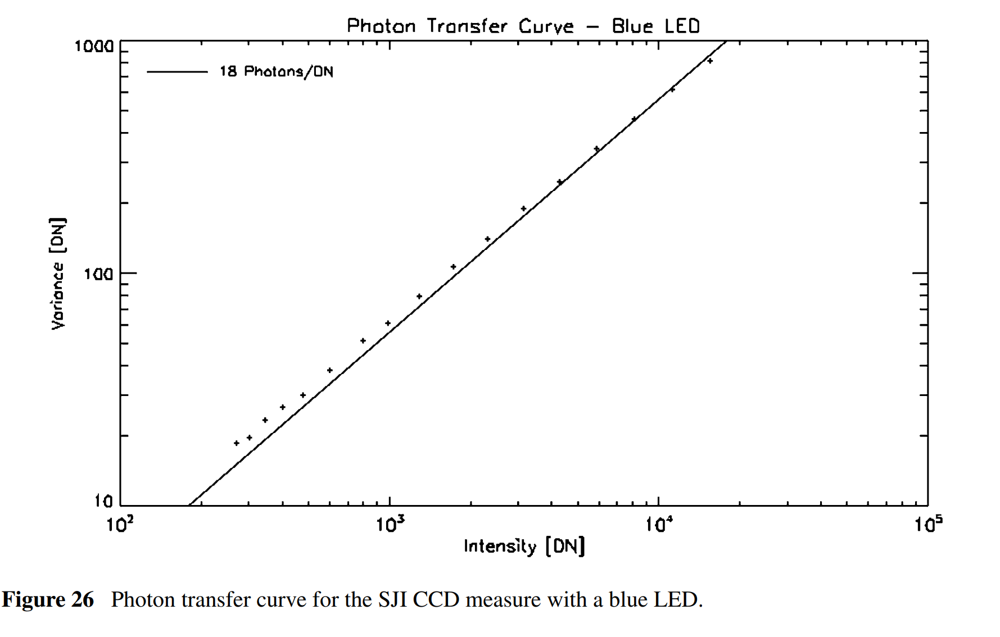 Photon Transfer Curve – Blue LED
1000
18 Photons/DN
Variance [DN]
100
10
10² 10³ 10⁴ 10⁵
Intensity [DN]
Figure 26 Photon transfer curve for the SJI CCD measure with a blue LED.